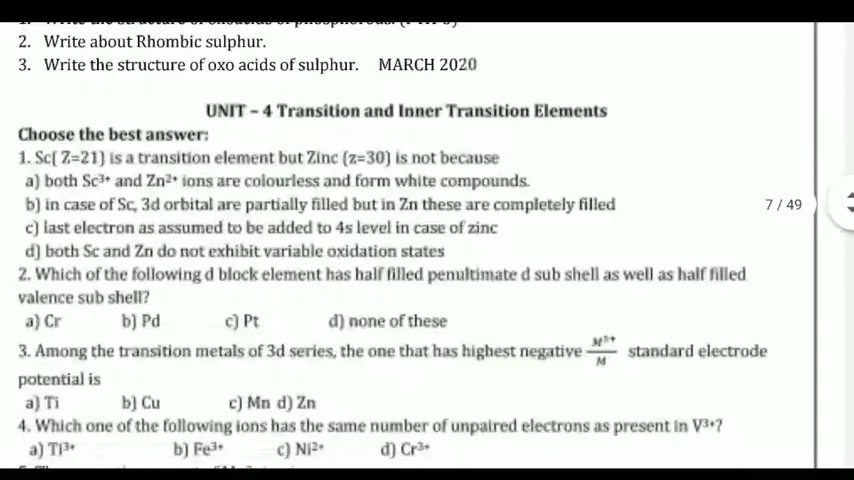 2. Write about Rhombic sulphur.
3. Write the structure of oxo acids of sulphur. MARCH 2020
UNIT – 4 Transition and Inner Transition Elements
Choose the best answer:
1. Sc( Z=21) is a transition element but Zinc (z=30) is not because
a) both Sc³⁺ and Zn²⁺ ions are colourless and form white compounds.
b) in case of Sc, 3d orbital are partially filled but in Zn these are completely filled
7 / 49
c) last electron as assumed to be added to 4s level in case of zinc
d) both Sc and Zn do not exhibit variable oxidation states
2. Which of the following d block element has half filled penultimate d sub shell as well as half filled
valence sub shell?
a) Cr b) Pd c) Pt d) none of these
3. Among the transition metals of 3d series, the one that has highest negative M²⁺/M standard electrode
potential is
a) Ti b) Cu c) Mn d) Zn
4. Which one of the following ions has the same number of unpaired electrons as present in V³⁺?
a) Ti³⁺ b) Fe³⁺ c) Ni²⁺ d) Cr³⁺